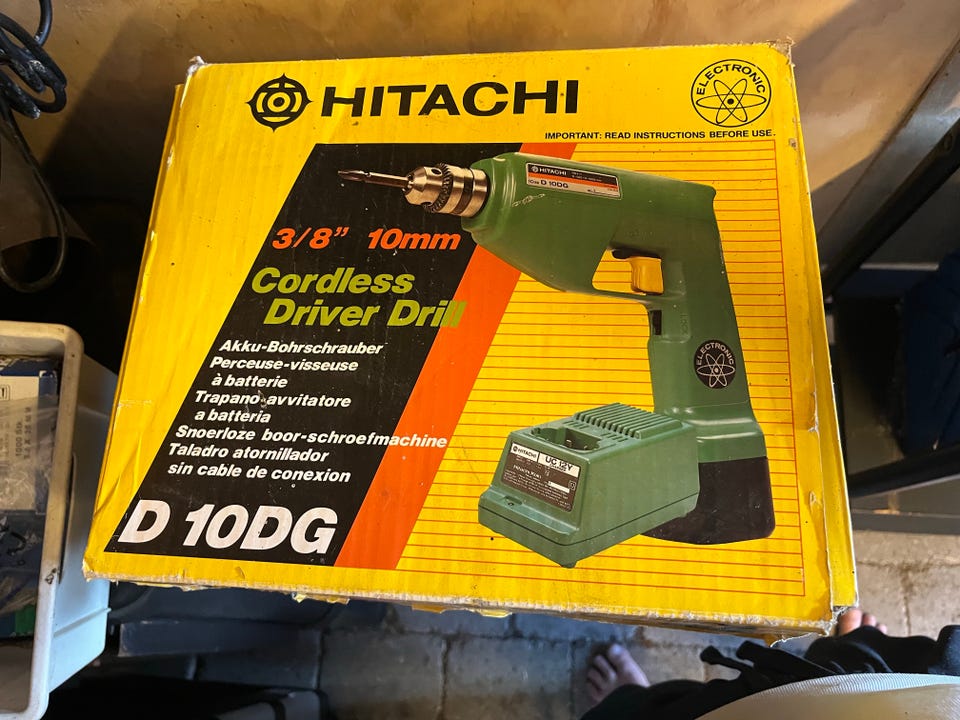 HITACHI
ELECTRONIC
IMPORTANT: READ INSTRUCTIONS BEFORE USE.
HITACHI
D 10DG
3/8” 10mm
Cordless
Driver Drill
Akku-Bohrschrauber
Perceuse-visseuse
à batterie
Trapano-avvitatore
a batteria
Snoerloze boor-schroefmachine
Taladro atornillador
sin cable de conexion
D 10DG
ELECTRONIC
HITACHI
UC 12Y